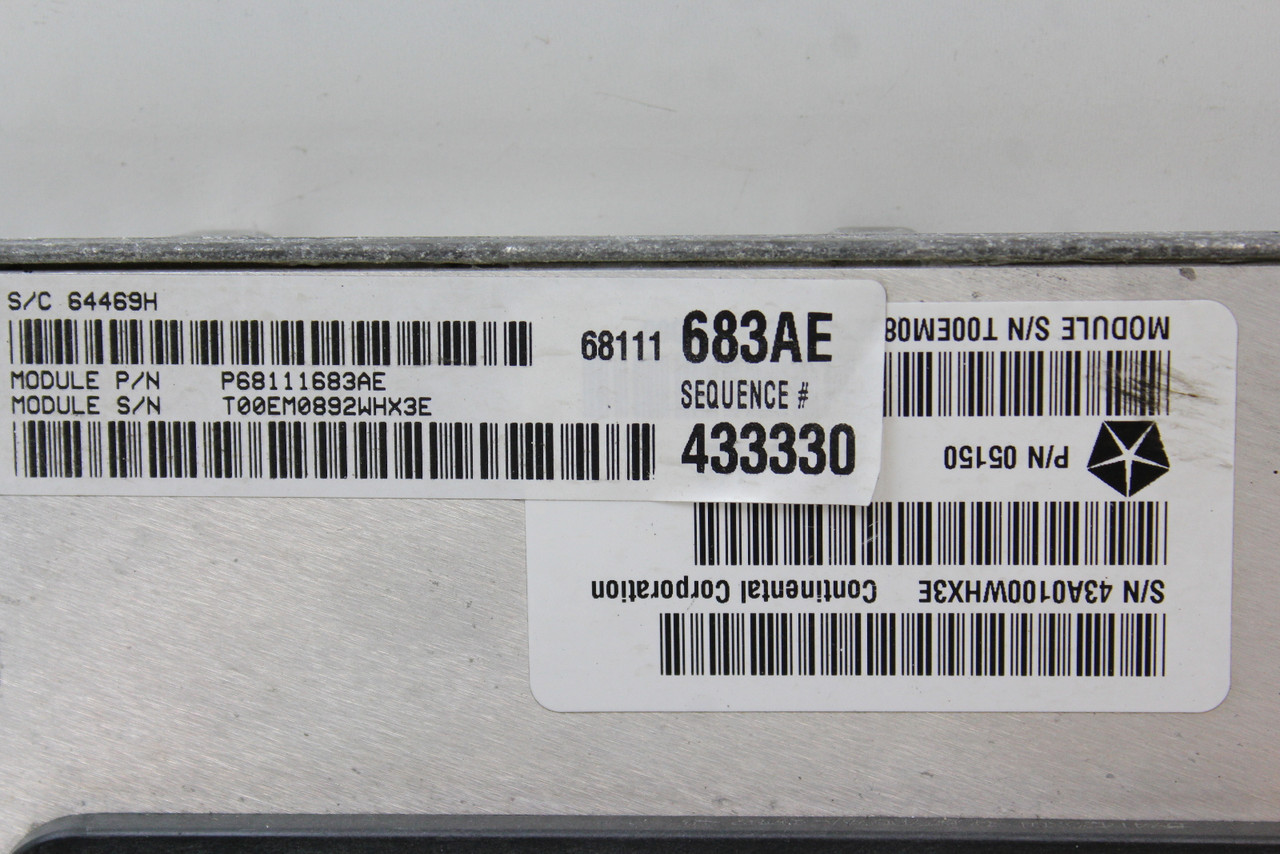 S/C 64469H
68111 683AE
MODULE P/N P68111683AE
MODULE S/N T00EM0892WHX3E
SEQUENCE #
433330
S/N 43A0100WHX3E Continental Corporation
P/N 05150
MODULE S/N T00EM08